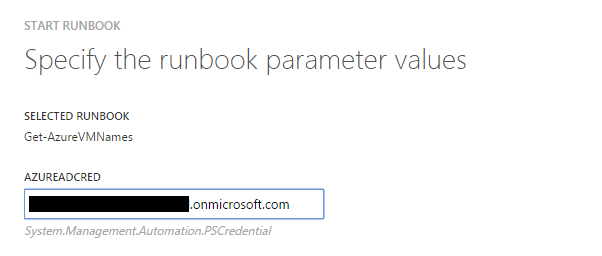 START RUNBOOK
Specify the runbook parameter values
SELECTED RUNBOOK
Get-AzureVMNames
AZUREADCRED
.onmicrosoft.com
System.Management.Automation.PSCredential